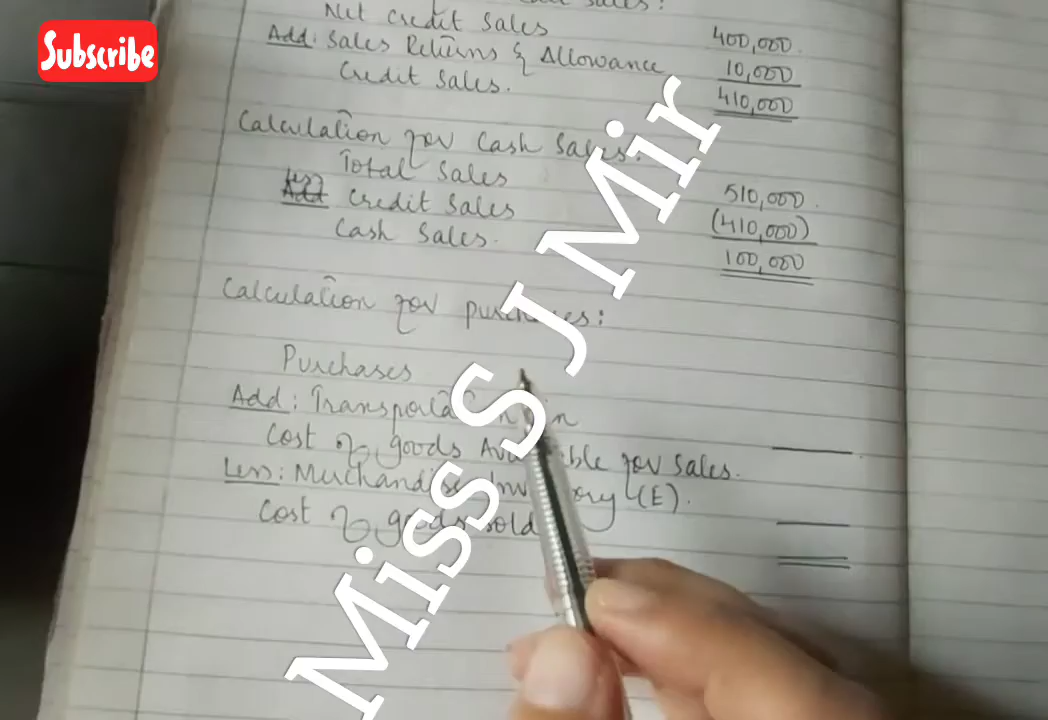 Subscribe
Sales:
Net Credit Sales 400,000
Add: Sales Returns & Allowance 10,000
Credit Sales. 410,000
Calculation for Cash Sales:
Total Sales 510,000
Less Credit Sales (410,000)
Cash Sales. 100,000
Calculation for purchases:
Purchases
Add: Transportation in
Cost of goods Available for Sales.
Less: Merchandise Inventory (E).
Cost of goods sold
Miss J Mir